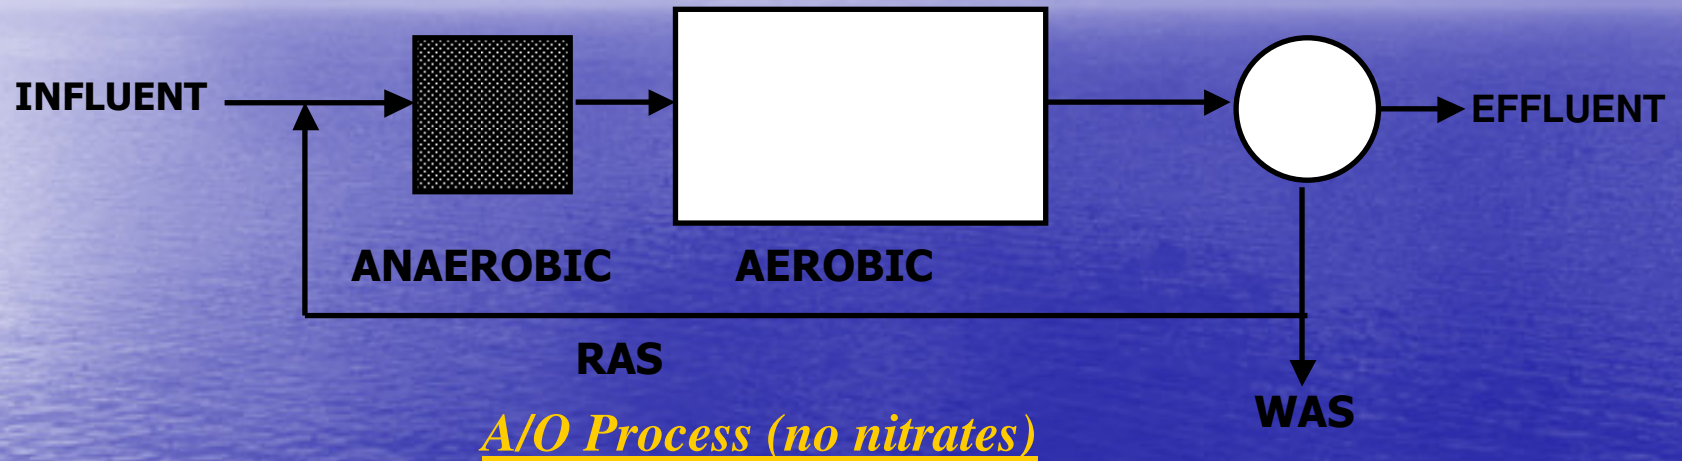 INFLUENT
EFFLUENT
ANAEROBIC
AEROBIC
RAS
WAS
A/O Process (no nitrates)